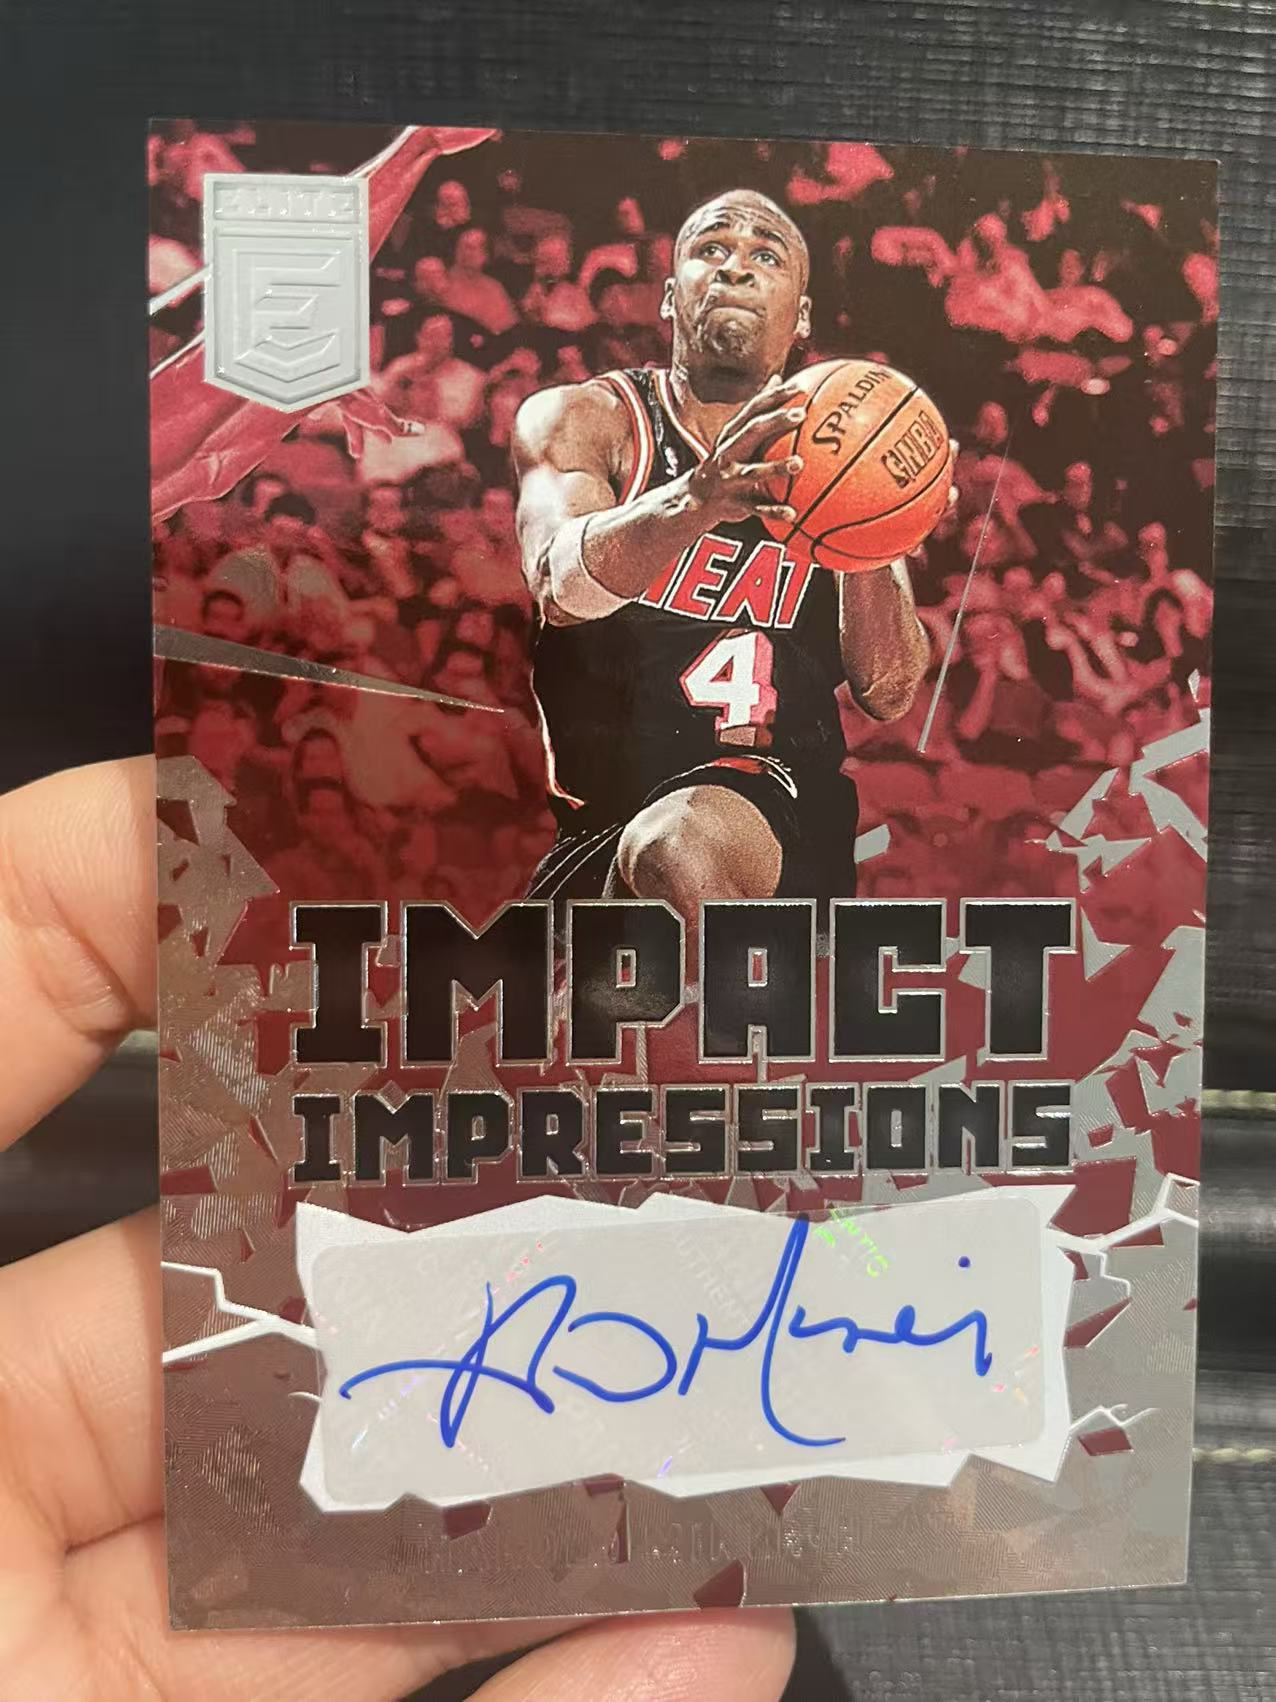 ELITE
E
SPALDING
NBA
HEAT
4
IMPACT
IMPRESSIONS